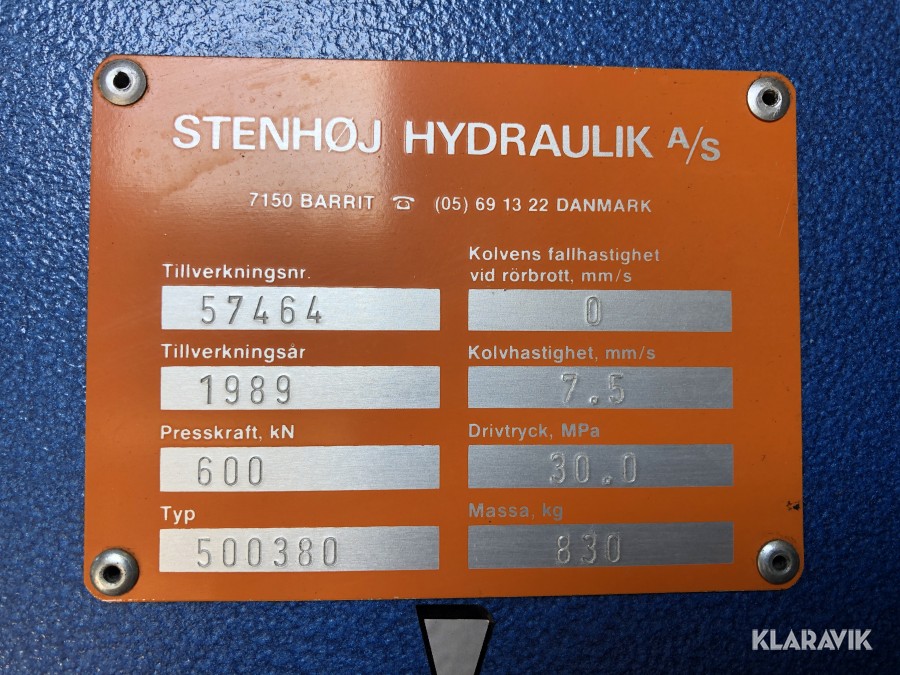 STENHØJ HYDRAULIK A/S
7150 BARRIT ☎ (05) 69 13 22 DANMARK
Tillverkningsnr.
57464
Tillverkningsår
1989
Presskraft, kN
600
Typ
500380
Kolvens fallhastighet
vid rörbrott, mm/s
0
Kolvhastighet, mm/s
7.5
Drivtryck, MPa
30.0
Massa, kg
830
KLARAVIK